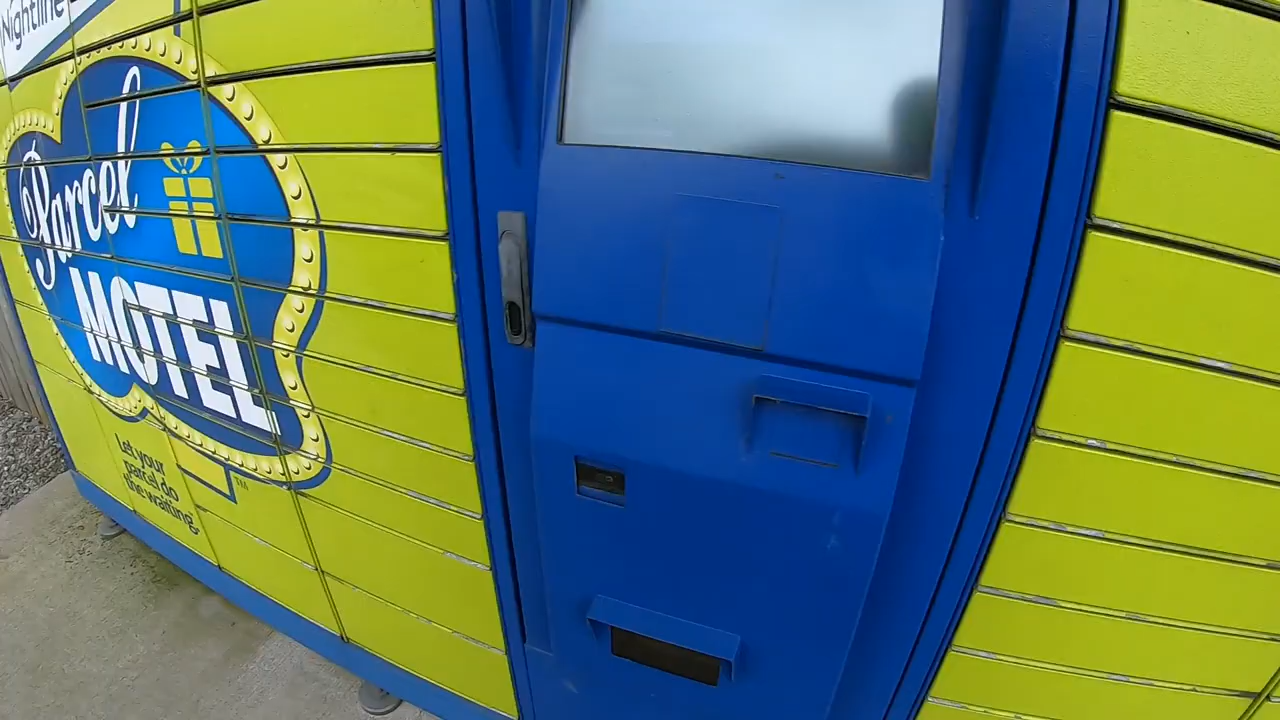 Nightline
Parcel
MOTEL
TM
Let your
parcel do
the waiting